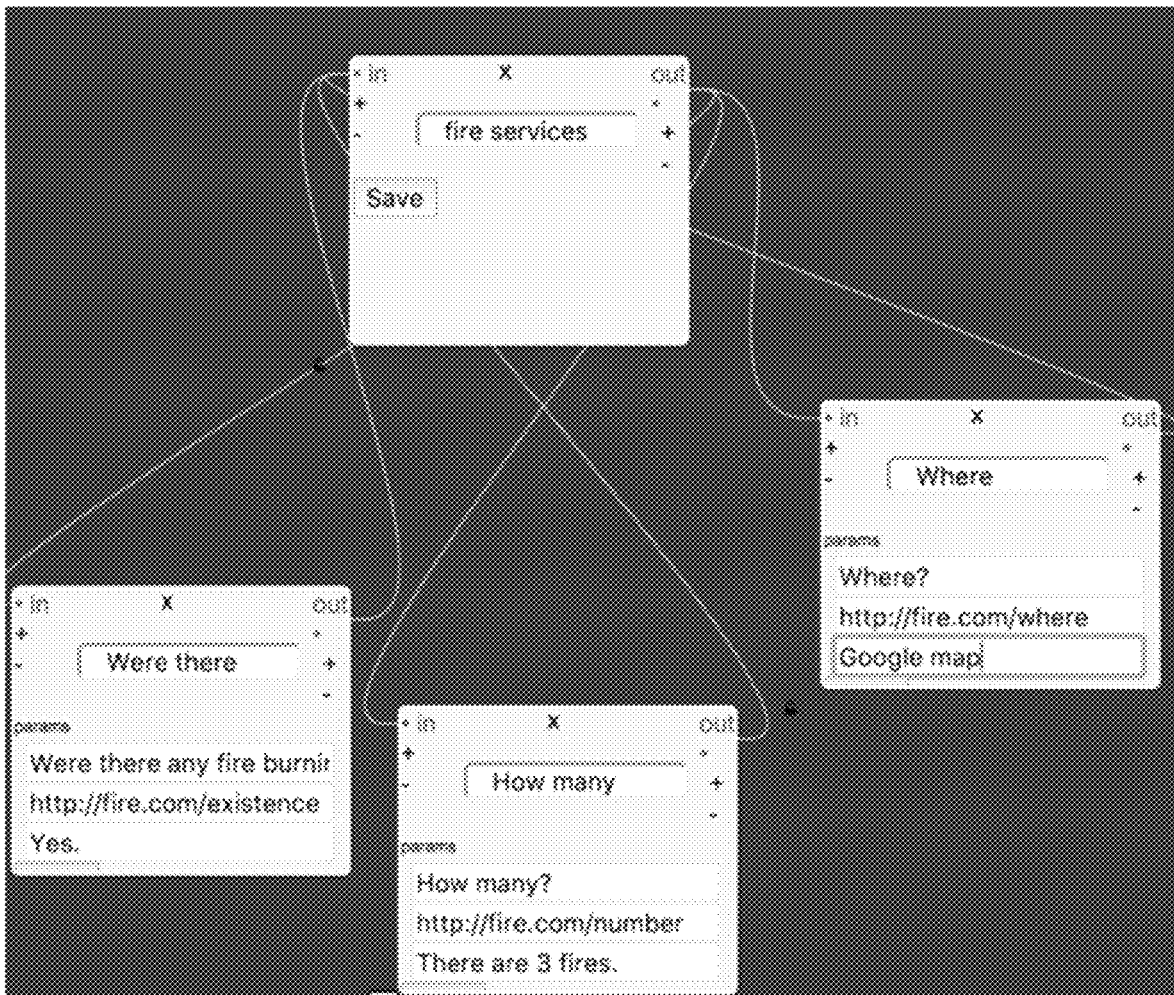 in X out
+
- fire services +
-
Save
in X out
+
- Where +
-
params
Where?
http://fire.com/where
Google map
in X out
+
- Were there +
-
params
Were there any fire burnin
http://fire.com/existence
Yes.
in X out
+
- How many +
-
params
How many?
http://fire.com/number
There are 3 fires.